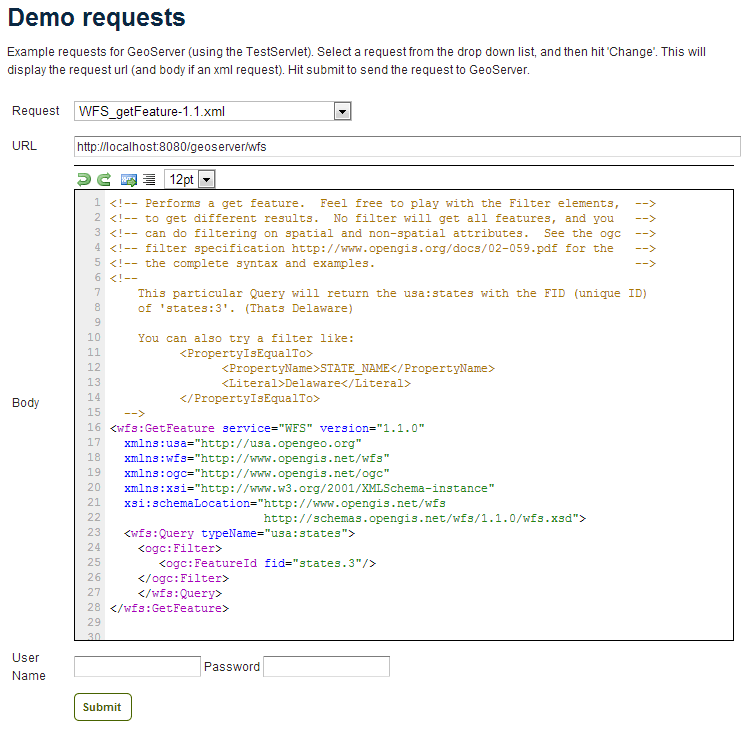 Demo requests
Example requests for GeoServer (using the TestServlet). Select a request from the drop down list, and then hit 'Change'. This will
display the request url (and body if an xml request). Hit submit to send the request to GeoServer.
Request WFS_getFeature-1.1.xml
URL http://localhost:8080/geoserver/wfs
12pt
1 <!-- Performs a get feature.  Feel free to play with the Filter elements,  -->
2 <!-- to get different results.  No filter will get all features, and you   -->
3 <!-- can do filtering on spatial and non-spatial attributes.  See the ogc  -->
4 <!-- filter specification http://www.opengis.org/docs/02-059.pdf for the   -->
5 <!-- the complete syntax and examples.                                     -->
6 <!--
7     This particular Query will return the usa:states with the FID (unique ID)
8     of 'states:3'. (Thats Delaware)
9
10     You can also try a filter like:
11           <PropertyIsEqualTo>
12                 <PropertyName>STATE_NAME</PropertyName>
13                 <Literal>Delaware</Literal>
14           </PropertyIsEqualTo>
15   -->
Body
16 <wfs:GetFeature service="WFS" version="1.1.0"
17   xmlns:usa="http://usa.opengeo.org"
18   xmlns:wfs="http://www.opengis.net/wfs"
19   xmlns:ogc="http://www.opengis.net/ogc"
20   xmlns:xsi="http://www.w3.org/2001/XMLSchema-instance"
21   xsi:schemaLocation="http://www.opengis.net/wfs
22                       http://schemas.opengis.net/wfs/1.1.0/wfs.xsd">
23   <wfs:Query typeName="usa:states">
24     <ogc:Filter>
25        <ogc:FeatureId fid="states.3"/>
26     </ogc:Filter>
27     </wfs:Query>
28 </wfs:GetFeature>
29
30
User
Name
Password
Submit